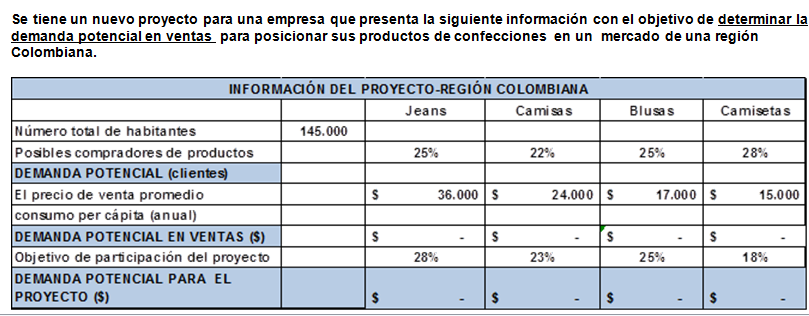 Se tiene un nuevo proyecto para una empresa que presenta la siguiente información con el objetivo de determinar la
demanda potencial en ventas para posicionar sus productos de confecciones en un mercado de una región
Colombiana.
INFORMACIÓN DEL PROYECTO-REGIÓN COLOMBIANA
Jeans Camisas Blusas Camisetas
Número total de habitantes 145.000
Posibles compradores de productos 25% 22% 25% 28%
DEMANDA POTENCIAL (clientes)
El precio de venta promedio $ 36.000 $ 24.000 $ 17.000 $ 15.000
consumo per cápita (anual)
DEMANDA POTENCIAL EN VENTAS ($) $ - $ - $ - $ -
Objetivo de participación del proyecto 28% 23% 25% 18%
DEMANDA POTENCIAL PARA EL
PROYECTO ($) $ - $ - $ - $ -